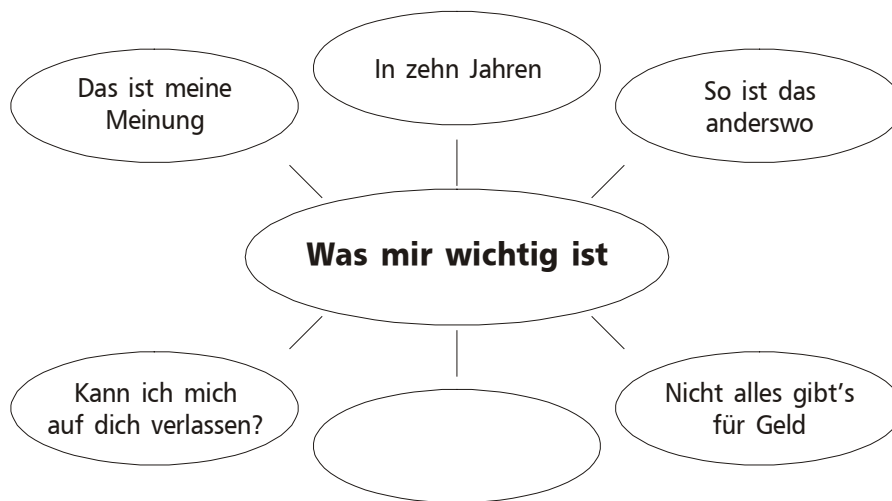 In zehn Jahren
Das ist meine
Meinung
So ist das
anderswo
Was mir wichtig ist
Kann ich mich
auf dich verlassen?
Nicht alles gibt's
für Geld